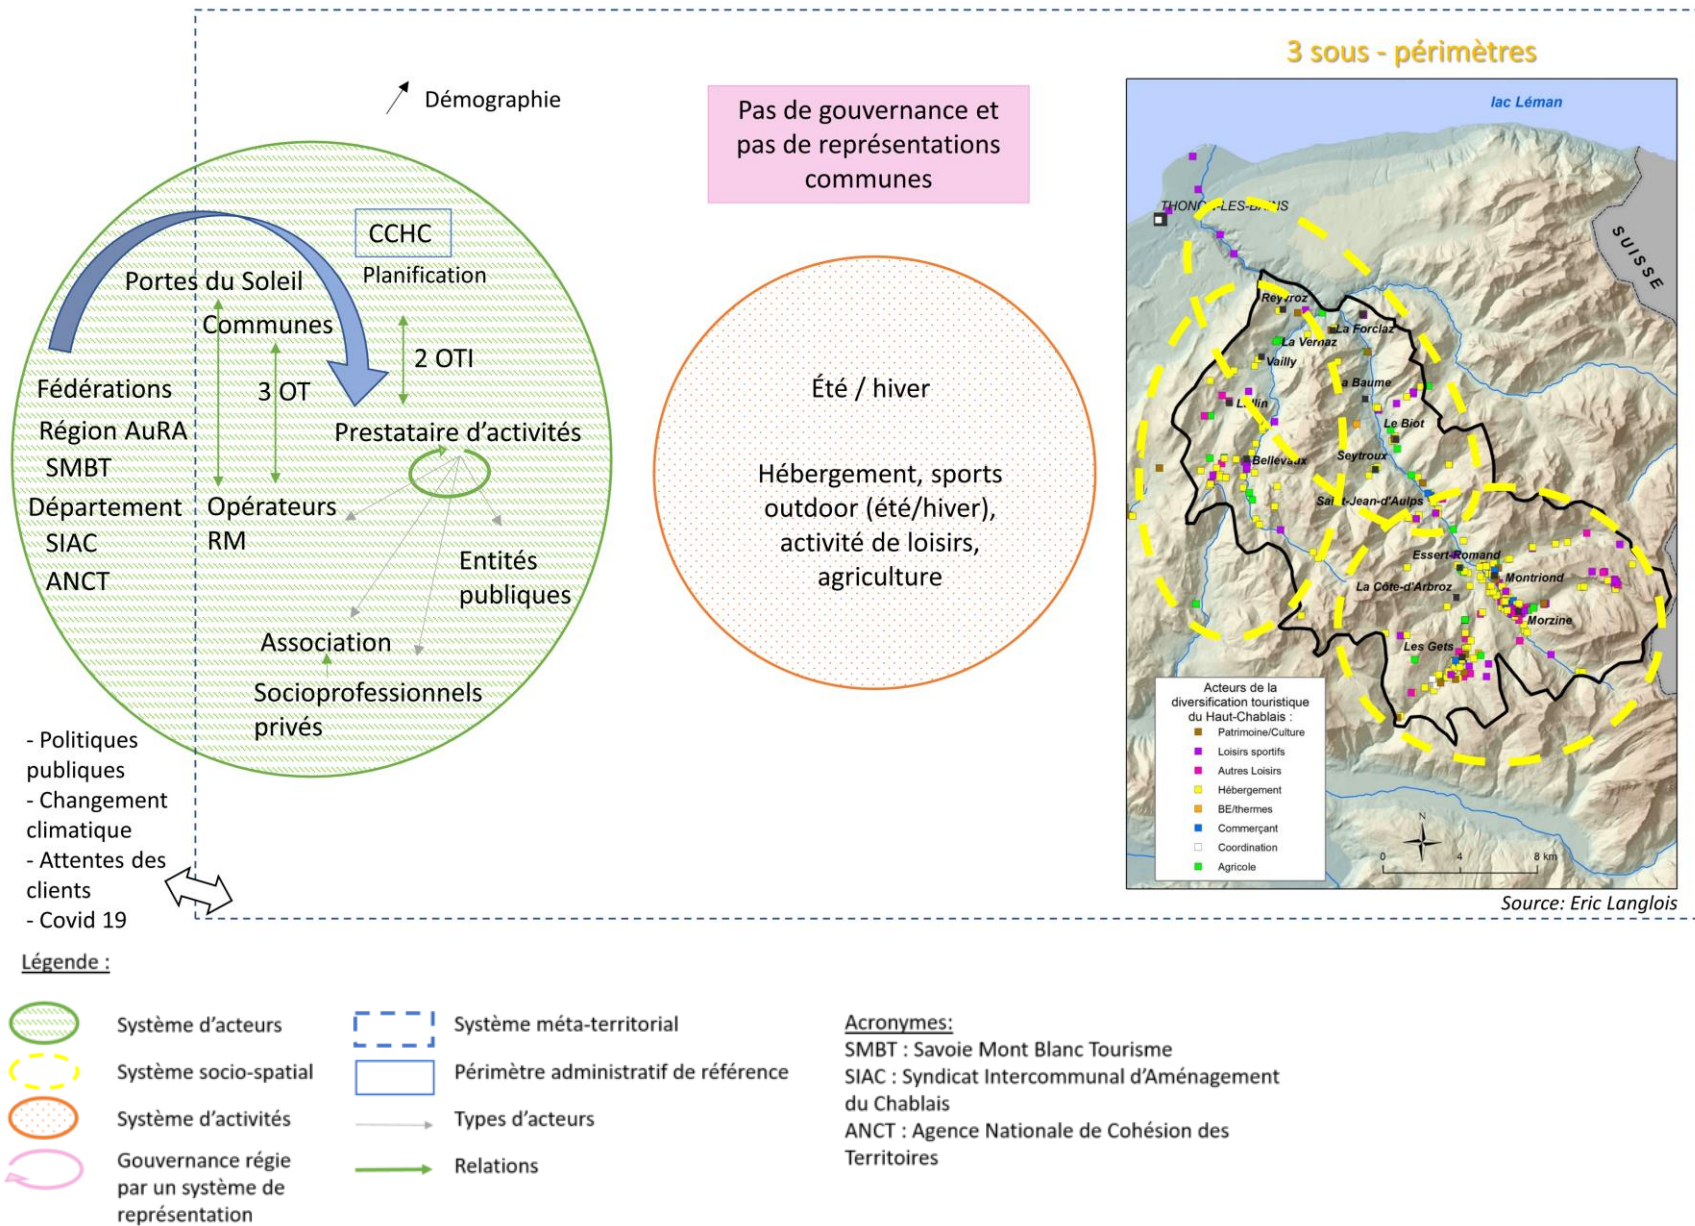 3 sous - périmètres
Démographie
Pas de gouvernance et
pas de représentations
communes
CCHC
Planification
Portes du Soleil
Communes
2 OTI
3 OT
Fédérations
Région AuRA
SMBT
Département
SIAC
ANCT
Prestataire d’activités
Opérateurs
RM
Entités
publiques
Association
Socioprofessionnels
privés
- Politiques
publiques
- Changement
climatique
- Attentes des
clients
- Covid 19
Été / hiver
Hébergement, sports
outdoor (été/hiver),
activité de loisirs,
agriculture
lac Léman
THONON-LES-BAINS
SUISSE
Reyvroz
La Forclaz
La Vernaz
Vailly
La Baume
Lullin
Le Biot
Bellevaux
Seytroux
Saint-Jean-d'Aulps
Essert-Romand
Montriond
La Côte-d'Arbroz
Morzine
Les Gets
Acteurs de la
diversification touristique
du Haut-Chablais :
Patrimoine/Culture
Loisirs sportifs
Autres Loisirs
Hébergement
BE/thermes
Commerçant
Coordination
Agricole
N
0 4 8 km
Source: Eric Langlois
Légende :
Système d’acteurs
Système socio-spatial
Système d’activités
Gouvernance régie
par un système de
représentation
Système méta-territorial
Périmètre administratif de référence
Types d’acteurs
Relations
Acronymes:
SMBT : Savoie Mont Blanc Tourisme
SIAC : Syndicat Intercommunal d’Aménagement
du Chablais
ANCT : Agence Nationale de Cohésion des
Territoires